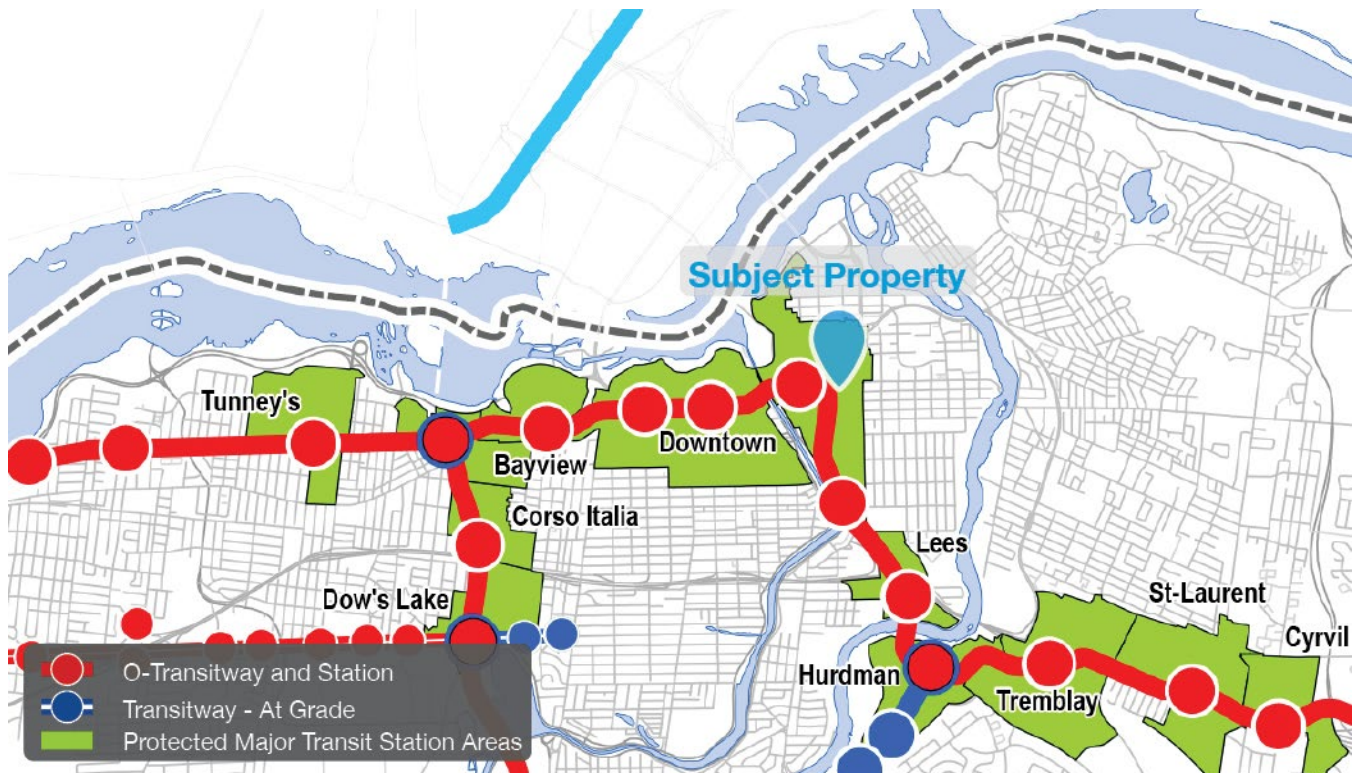 Subject Property
Tunney's
Bayview
Downtown
Corso Italia
Lees
Dow's Lake
St-Laurent
Cyrvil
Hurdman
Tremblay
O-Transitway and Station
Transitway - At Grade
Protected Major Transit Station Areas